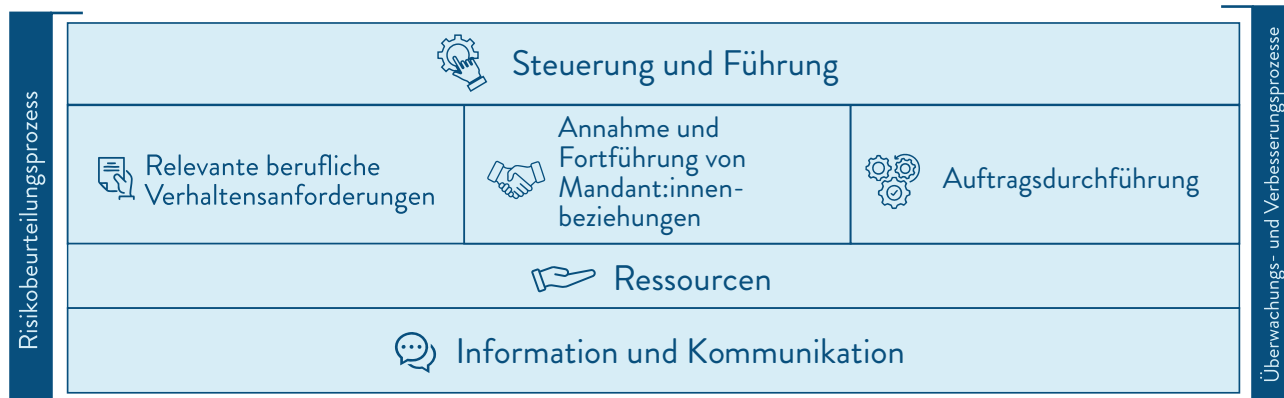 Risikobeurteilungsprozess
Steuerung und Führung
Relevante berufliche
Verhaltensanforderungen
Annahme und
Fortführung von
Mandant:innen-
beziehungen
Auftragsdurchführung
Ressourcen
Information und Kommunikation
Überwachungs- und Verbesserungsprozesse